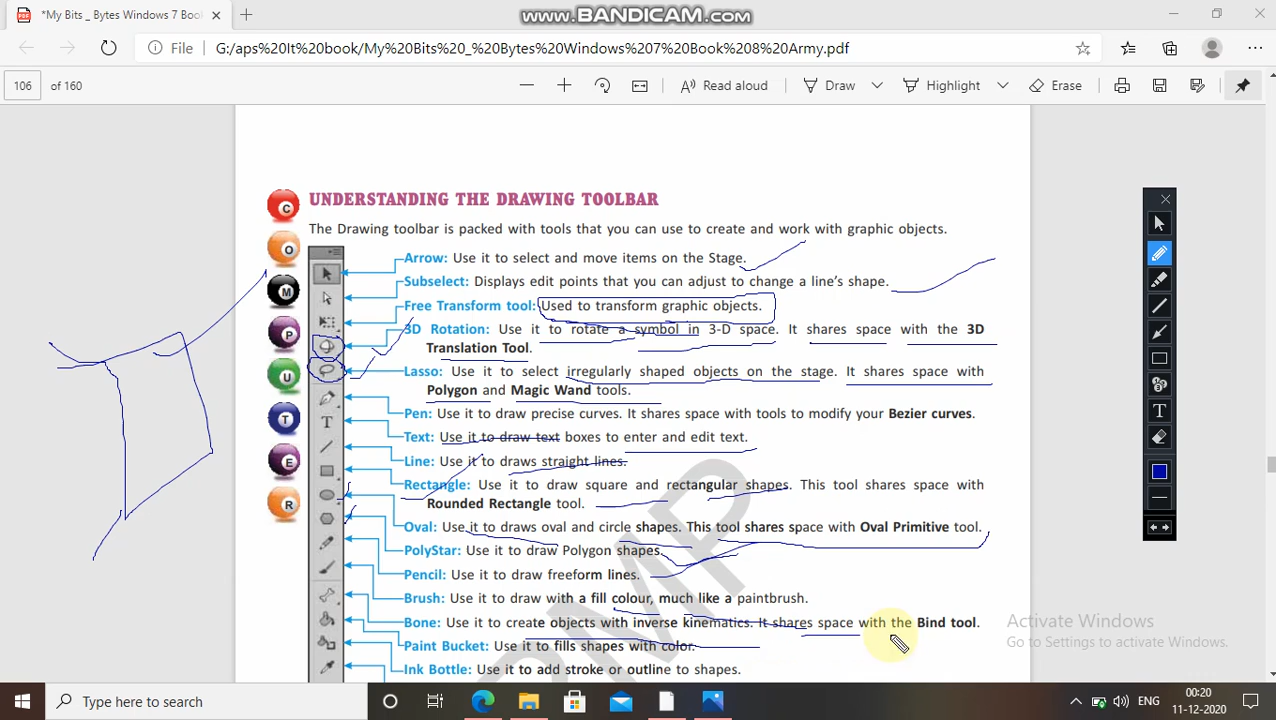 *My Bits _ Bytes Windows 7 Book
www.BANDICAM.com
File
G:/aps%20It%20book/My%20Bits%20_%20Bytes%20Windows%207%20Book%208%20Army.pdf
106 of 160
Read aloud
Draw
Highlight
Erase
UNDERSTANDING THE DRAWING TOOLBAR
The Drawing toolbar is packed with tools that you can use to create and work with graphic objects.
Arrow: Use it to select and move items on the Stage.
Subselect: Displays edit points that you can adjust to change a line's shape.
Free Transform tool: Used to transform graphic objects.
3D Rotation: Use it to rotate a symbol in 3-D space. It shares space with the 3D
Translation Tool.
Lasso: Use it to select irregularly shaped objects on the stage. It shares space with
Polygon and Magic Wand tools.
Pen: Use it to draw precise curves. It shares space with tools to modify your Bezier curves.
Text: Use it to draw text boxes to enter and edit text.
Line: Use it to draws straight lines.
Rectangle: Use it to draw square and rectangular shapes. This tool shares space with
Rounded Rectangle tool.
Oval: Use it to draws oval and circle shapes. This tool shares space with Oval Primitive tool.
PolyStar: Use it to draw Polygon shapes.
Pencil: Use it to draw freeform lines.
Brush: Use it to draw with a fill colour, much like a paintbrush.
Bone: Use it to create objects with inverse kinematics. It shares space with the Bind tool.
Paint Bucket: Use it to fills shapes with color.
Ink Bottle: Use it to add stroke or outline to shapes.
C
O
M
P
U
T
E
R
T
T
MP
Activate Windows
Go to Settings to activate Windows.
Type here to search
ENG
00:20
11-12-2020